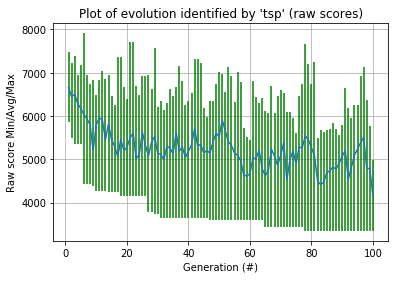 Plot of evolution identified by 'tsp' (raw scores)
Raw score Min/Avg/Max
8000
7000
6000
5000
4000
0 20 40 60 80 100
Generation (#)